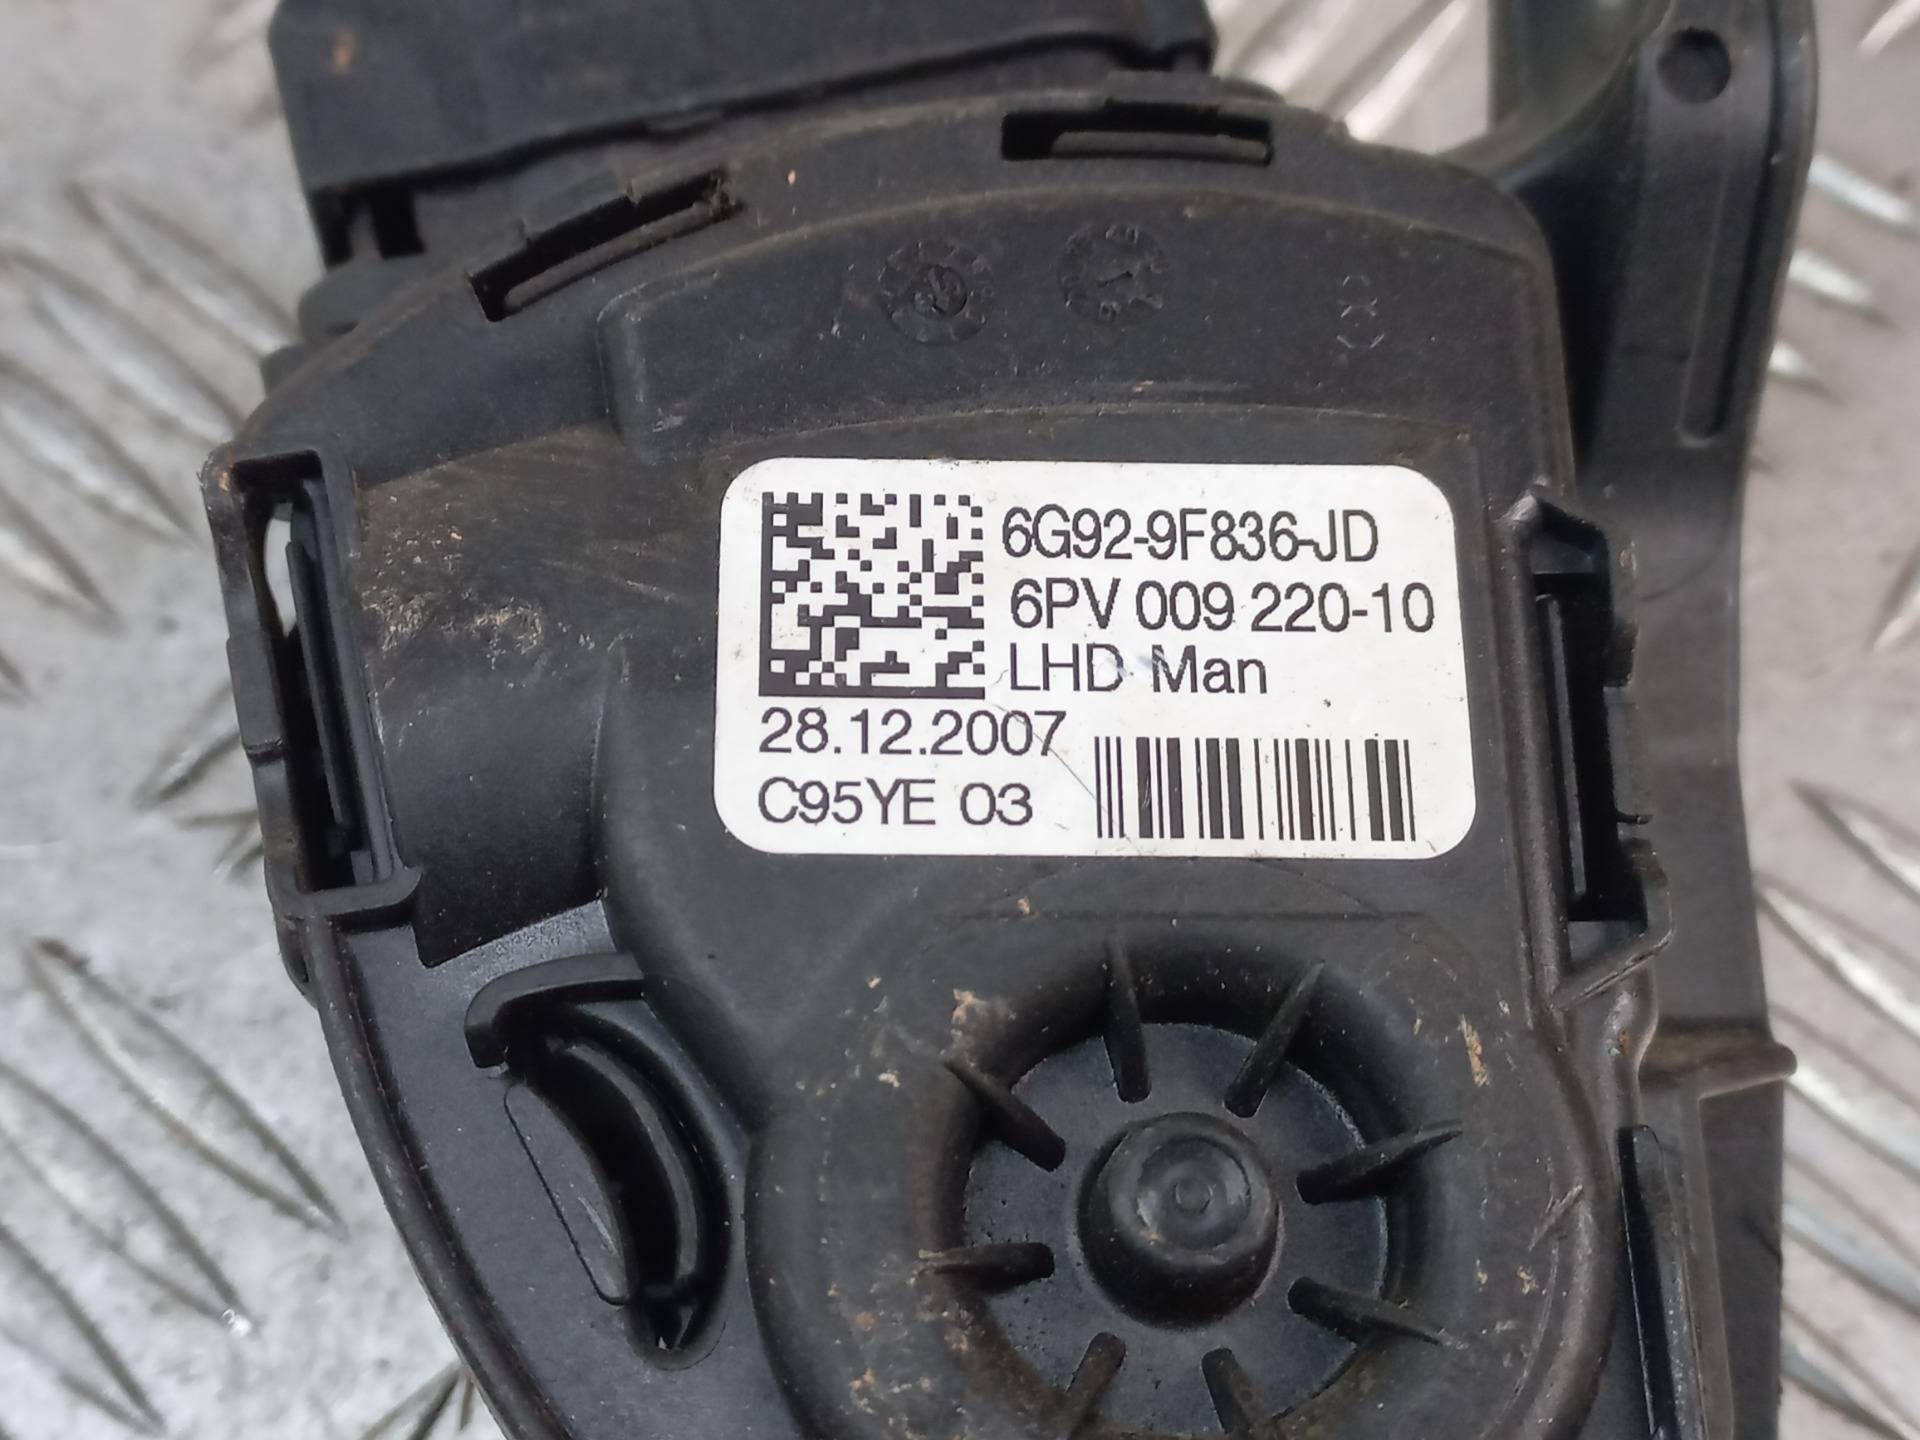 6G92-9F836-JD
6PV 009 220-10
LHD Man
28.12.2007
C95YE 03